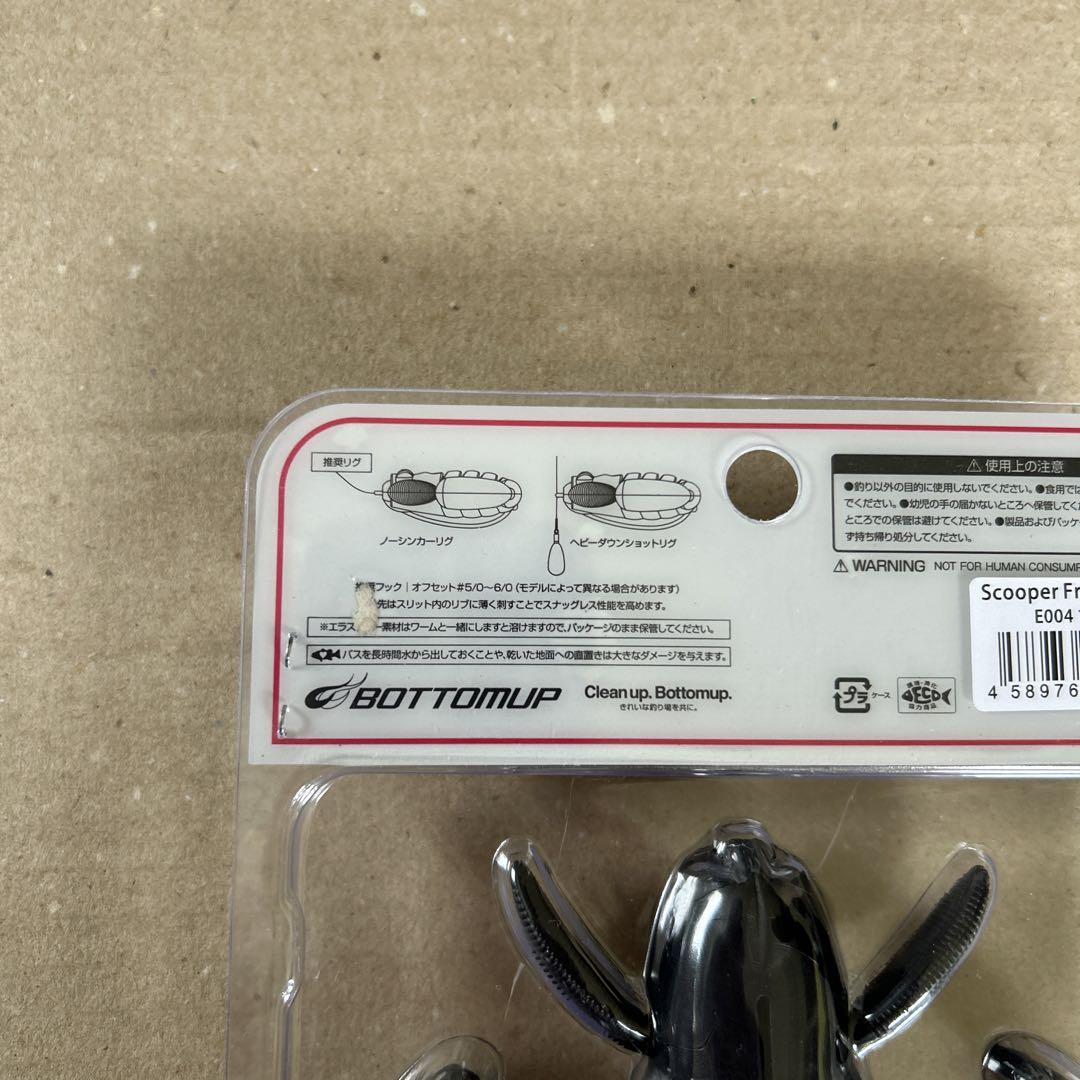 推奨リグ
ノーシンカーリグ
ヘビーダウンショットリグ
フック｜オフセット#5/0〜6/0（モデルによって異なる場合があります）
先はスリット内のリブに薄く刺すことでスナッグレス性能を高めます。
※エラス ー素材はワームと一緒にしますと溶けますので、パッケージのまま保管してください。
バスを長時間水から出しておくことや、乾いた地面への直置きは大きなダメージを与えます。
BOTTOMUP
Clean up. Bottomup.
きれいな釣り場を共に。
⚠ 使用上の注意
●釣り以外の目的に使用しないでください。●食用では
でください。●幼児の手の届かないところへ保管してく
ところでの保管は避けてください。●製品およびパッケ
ず持ち帰り処分してください。
⚠ WARNING NOT FOR HUMAN CONSUMP
プラ
ケース
環境・浄化
ECO
協力商品
Scooper Fr
E004
4 58976